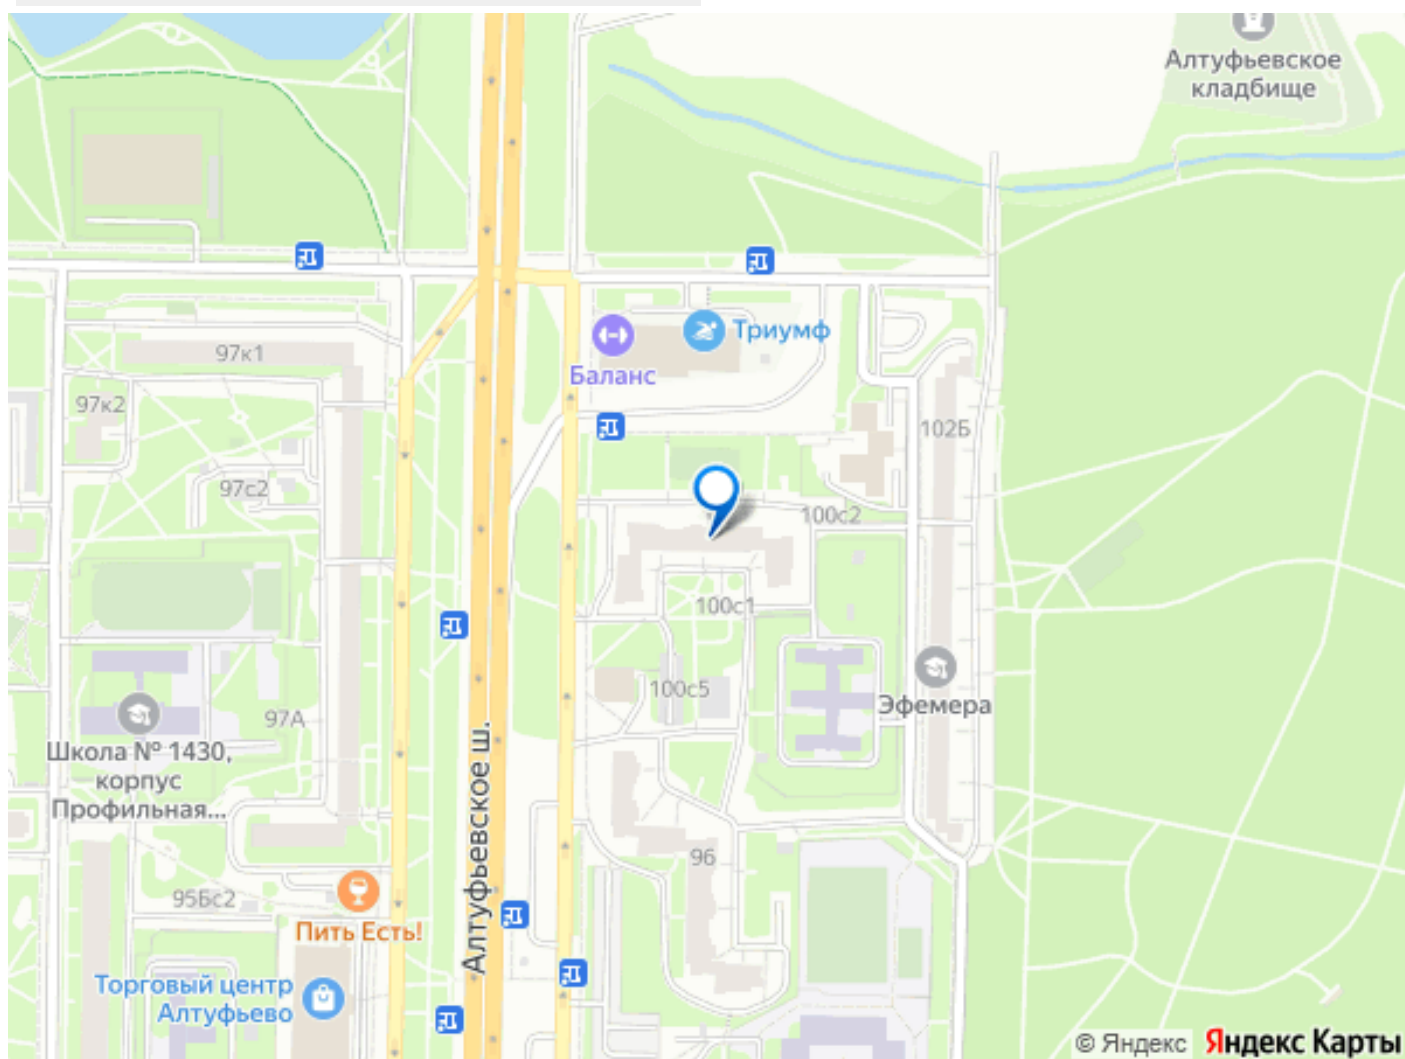 Алтуфьевское
кладбище
Триумф
Баланс
97к1
97к2
102Б
97с2
100с2
100с1
100с5
Эфемера
97А
Школа № 1430,
корпус
Профильная...
Алтуфьевское ш.
96
95Бс2
Пить Есть!
Торговый центр
Алтуфьево
© Яндекс Яндекс Карты